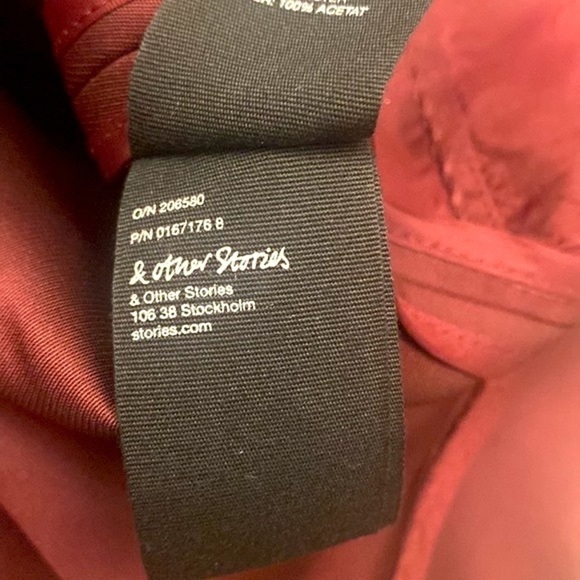 100% ACETAT
O/N 206580
P/N 0167176 8
& other Stories
& Other Stories
106 38 Stockholm
stories.com